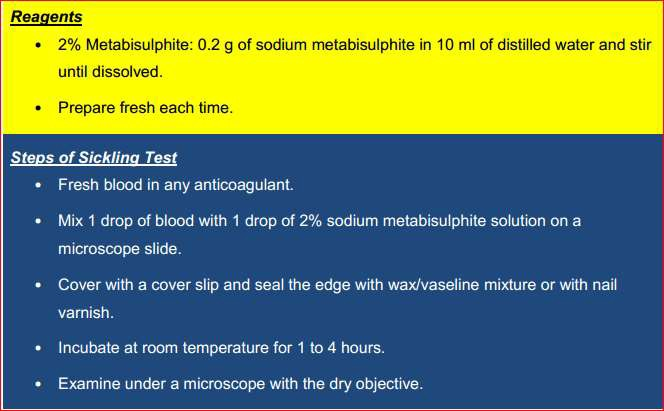 Reagents
• 2% Metabisulphite: 0.2 g of sodium metabisulphite in 10 ml of distilled water and stir
until dissolved.
• Prepare fresh each time.
Steps of Sickling Test
• Fresh blood in any anticoagulant.
• Mix 1 drop of blood with 1 drop of 2% sodium metabisulphite solution on a
microscope slide.
• Cover with a cover slip and seal the edge with wax/vaseline mixture or with nail
varnish.
• Incubate at room temperature for 1 to 4 hours.
• Examine under a microscope with the dry objective.